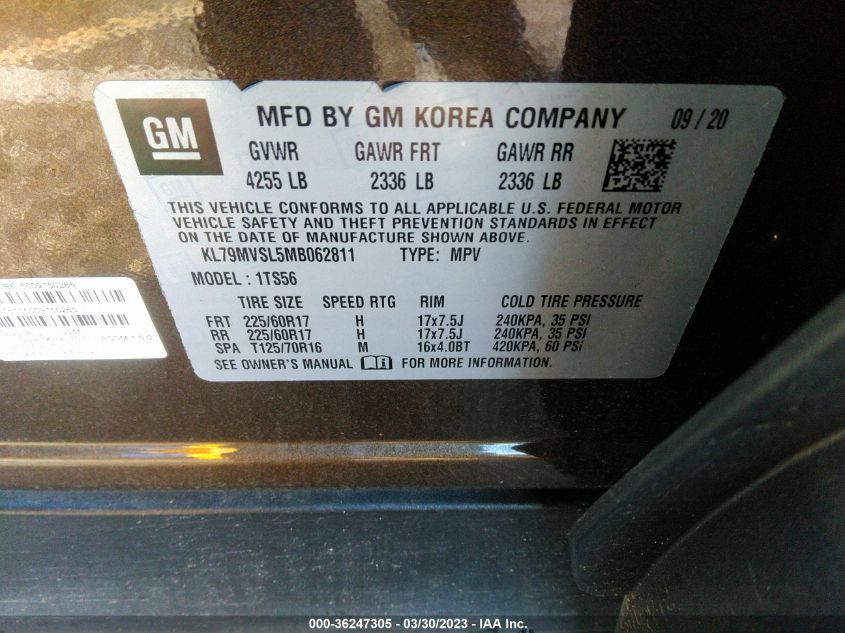 GM
MFD BY GM KOREA COMPANY 09/20
GVWR GAWR FRT GAWR RR
4255 LB 2336 LB 2336 LB
THIS VEHICLE CONFORMS TO ALL APPLICABLE U.S. FEDERAL MOTOR
VEHICLE SAFETY AND THEFT PREVENTION STANDARDS IN EFFECT
ON THE DATE OF MANUFACTURE SHOWN ABOVE.
KL79MVSL5MB062811 TYPE: MPV
MODEL: 1TS56
TIRE SIZE SPEED RTG RIM COLD TIRE PRESSURE
FRT 225/60R17 H 17x7.5J 240KPA, 35 PSI
RR 225/60R17 H 17x7.5J 240KPA, 35 PSI
SPA T125/70R16 M 16x4.0BT 420KPA, 60 PSI
SEE OWNER'S MANUAL FOR MORE INFORMATION.
000-36247305 - 03/30/2023 - IAA Inc.